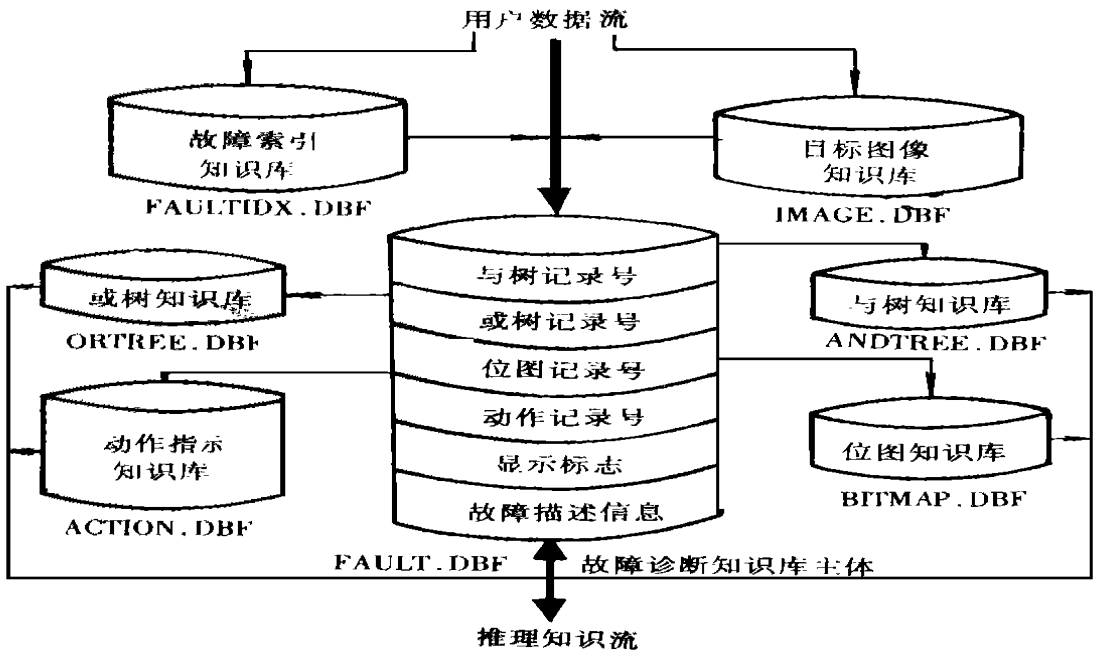 用户数据流
故障索引
知识库
FAULTIDX.DBF
目标图像
知识库
IMAGE.DBF
与树记录号
或树记录号
位图记录号
动作记录号
显示标志
故障描述信息
或树知识库
ORTREE.DBF
与树知识库
ANDTREE.DBF
动作指示
知识库
ACTION.DBF
位图知识库
BITMAP.DBF
FAULT.DBF
故障诊断知识库主体
推理知识流